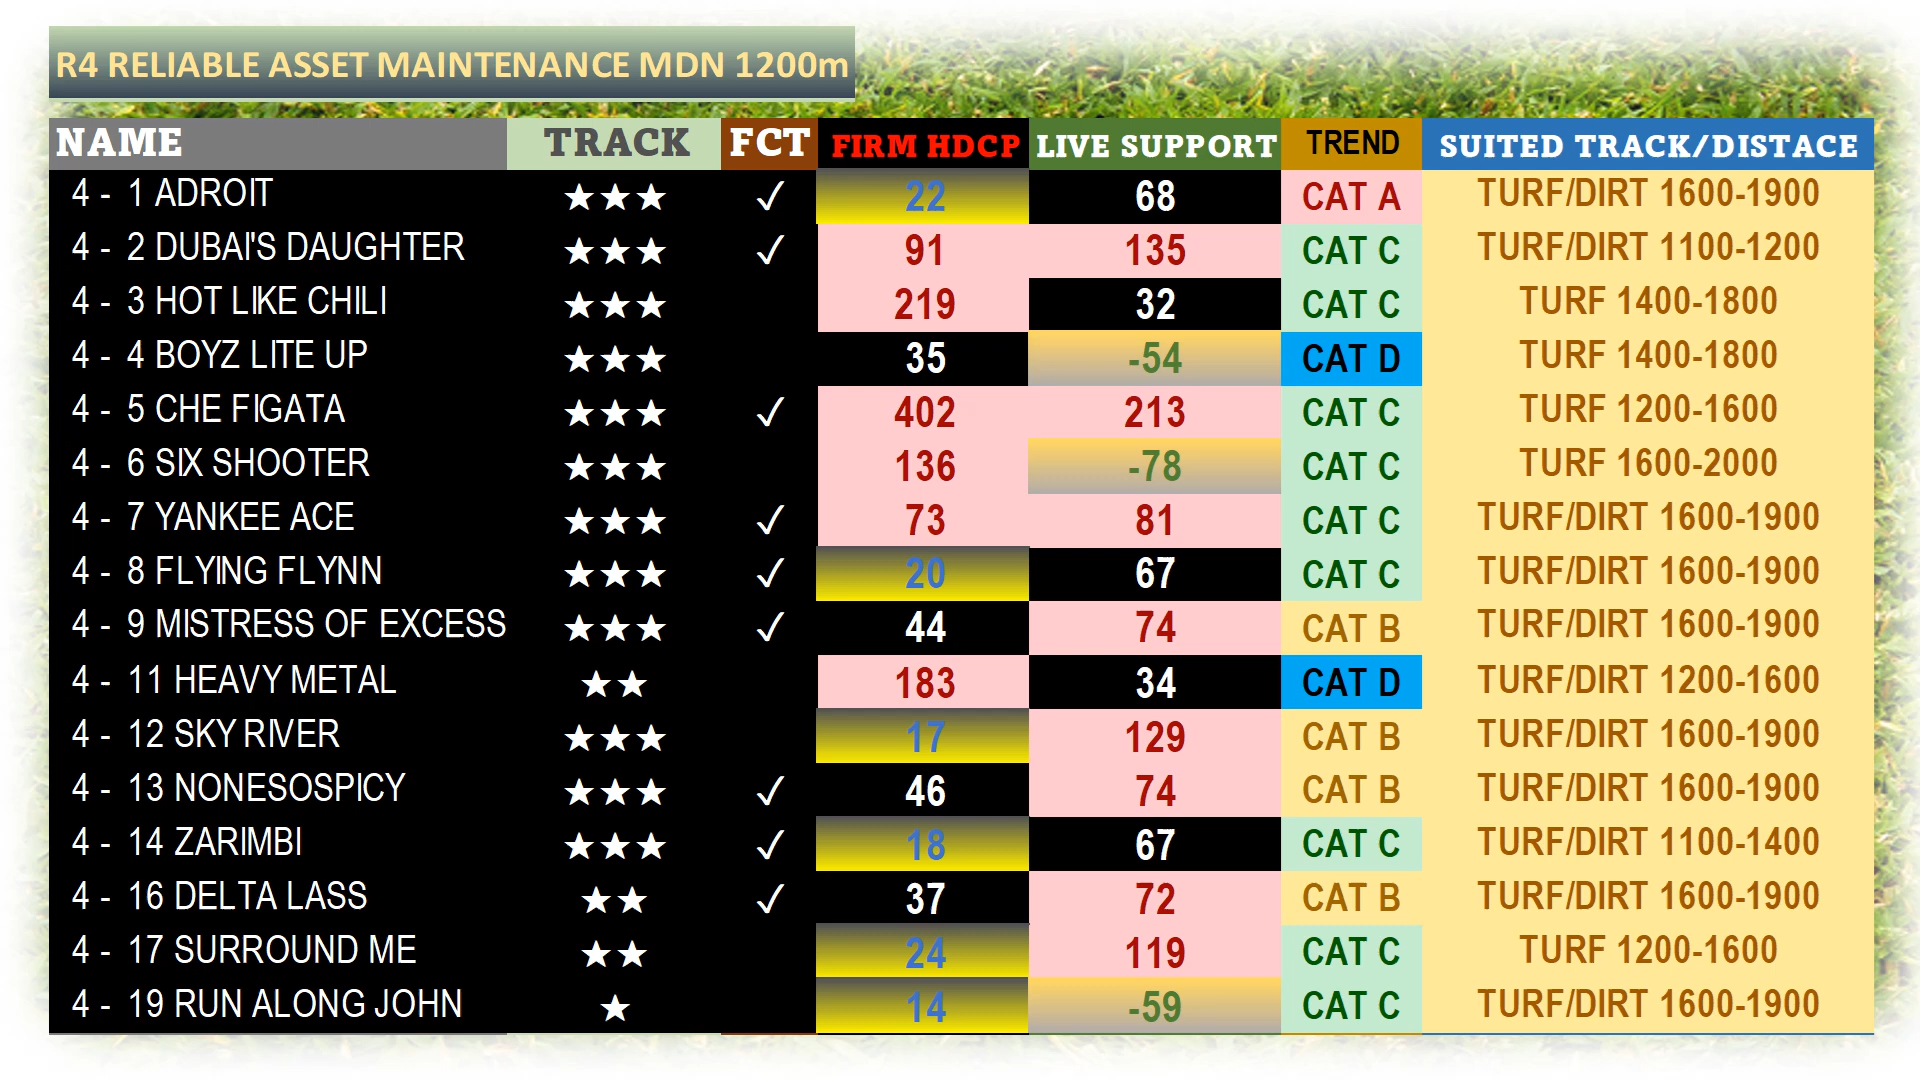 R4 RELIABLE ASSET MAINTENANCE MDN 1200m
NAME TRACK FCT FIRM HDCP LIVE SUPPORT TREND SUITED TRACK/DISTACE
4 - 1 ADROIT ★★★ ✓ 22 68 CAT A TURF/DIRT 1600-1900
4 - 2 DUBAI'S DAUGHTER ★★★ ✓ 91 135 CAT C TURF/DIRT 1100-1200
4 - 3 HOT LIKE CHILI ★★★ 219 32 CAT C TURF 1400-1800
4 - 4 BOYZ LITE UP ★★★ 35 -54 CAT D TURF 1400-1800
4 - 5 CHE FIGATA ★★★ ✓ 402 213 CAT C TURF 1200-1600
4 - 6 SIX SHOOTER ★★★ 136 -78 CAT C TURF 1600-2000
4 - 7 YANKEE ACE ★★★ ✓ 73 81 CAT C TURF/DIRT 1600-1900
4 - 8 FLYING FLYNN ★★★ ✓ 20 67 CAT C TURF/DIRT 1600-1900
4 - 9 MISTRESS OF EXCESS ★★★ ✓ 44 74 CAT B TURF/DIRT 1600-1900
4 - 11 HEAVY METAL ★★ 183 34 CAT D TURF/DIRT 1200-1600
4 - 12 SKY RIVER ★★★ 17 129 CAT B TURF/DIRT 1600-1900
4 - 13 NONESOSPICY ★★★ ✓ 46 74 CAT B TURF/DIRT 1600-1900
4 - 14 ZARIMBI ★★★ ✓ 18 67 CAT C TURF/DIRT 1100-1400
4 - 16 DELTA LASS ★★ ✓ 37 72 CAT B TURF/DIRT 1600-1900
4 - 17 SURROUND ME ★★ 24 119 CAT C TURF 1200-1600
4 - 19 RUN ALONG JOHN ★ 14 -59 CAT C TURF/DIRT 1600-1900